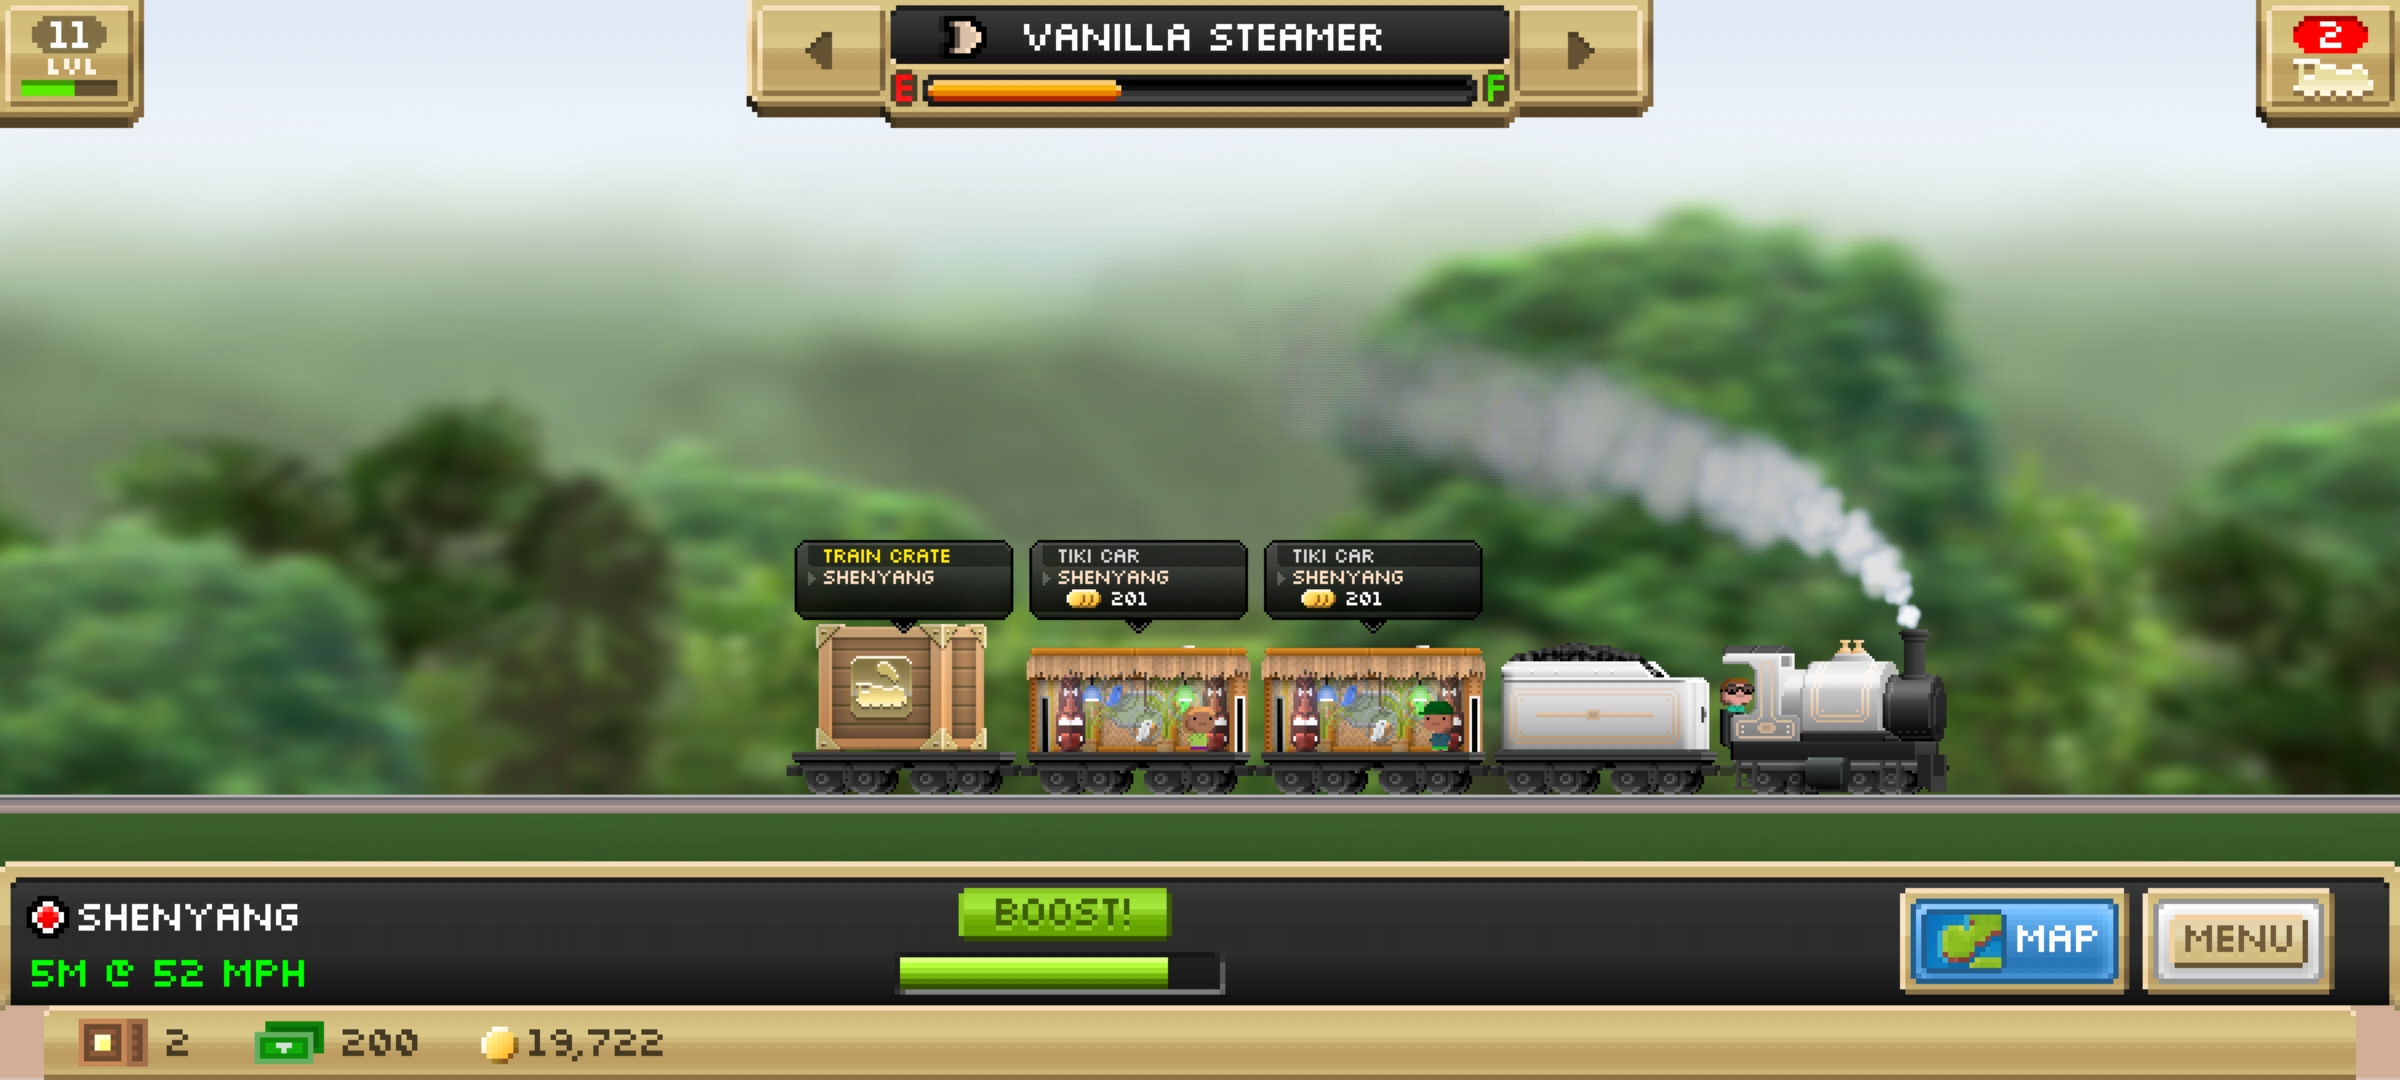 11
LVL
VANILLA STEAMER
E F
2
TRAIN CRATE
SHENYANG
TIKI CAR
SHENYANG
201
TIKI CAR
SHENYANG
201
SHENYANG
5M @ 52 MPH
BOOST!
MAP
MENU
2
200
19,722